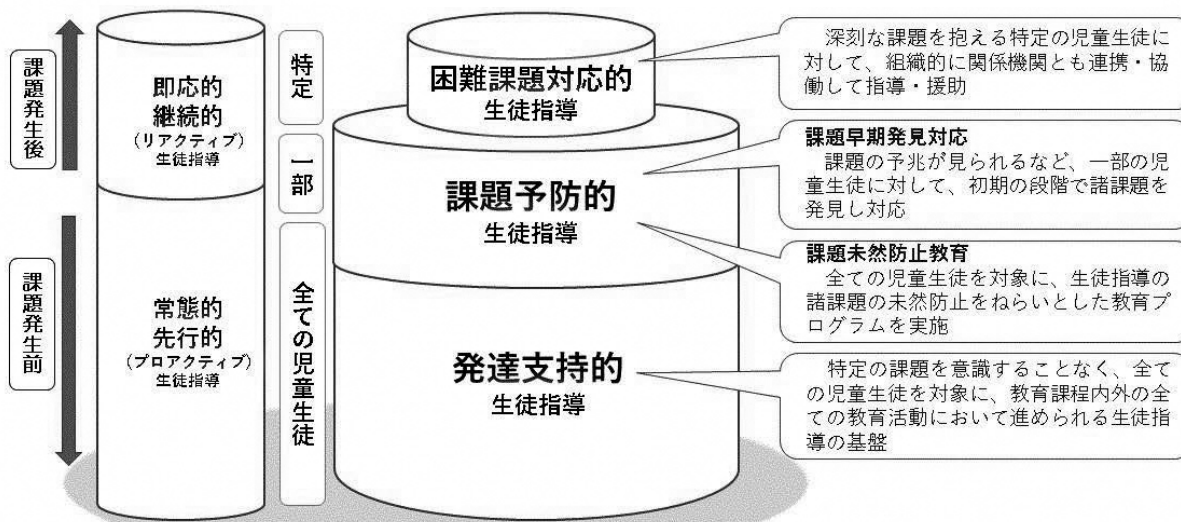 課題発生後
課題発生前
即応的
継続的
(リアクティブ)
生徒指導
常態的
先行的
(プロアクティブ)
生徒指導
特定
一部
全ての児童生徒
困難課題対応的
生徒指導
課題予防的
生徒指導
発達支持的
生徒指導
深刻な課題を抱える特定の児童生徒に
対して、組織的に関係機関とも連携・協
働して指導・援助
課題早期発見対応
課題の予兆が見られるなど、一部の児
童生徒に対して、初期の段階で諸課題を
発見し対応
課題未然防止教育
全ての児童生徒を対象に、生徒指導の
諸課題の未然防止をねらいとした教育プ
ログラムを実施
特定の課題を意識することなく、全て
の児童生徒を対象に、教育課程内外の全
ての教育活動において進められる生徒指
導の基盤